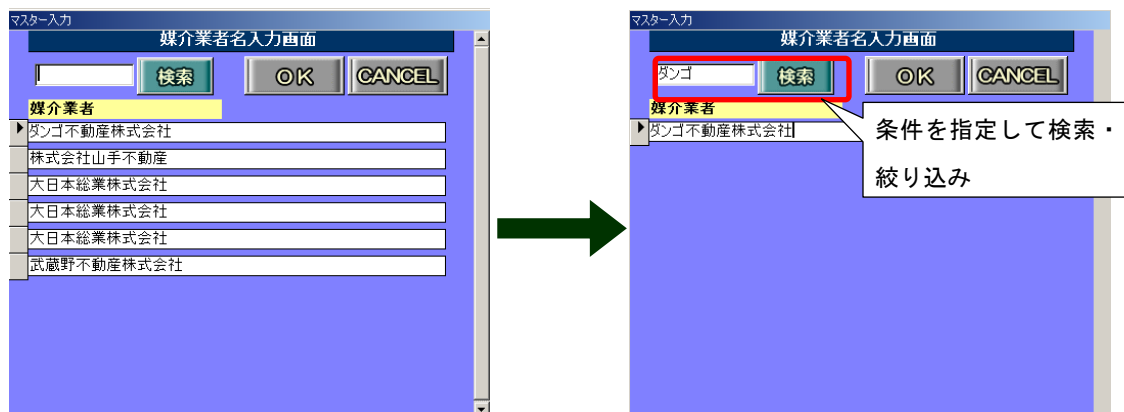 マスター入力
媒介業者名入力画面
検索 OK CANCEL
媒介業者
ダンゴ不動産株式会社
株式会社山手不動産
大日本総業株式会社
大日本総業株式会社
大日本総業株式会社
武蔵野不動産株式会社
マスター入力
媒介業者名入力画面
ダンゴ 検索 OK CANCEL
媒介業者
ダンゴ不動産株式会社
条件を指定して検索・
絞り込み